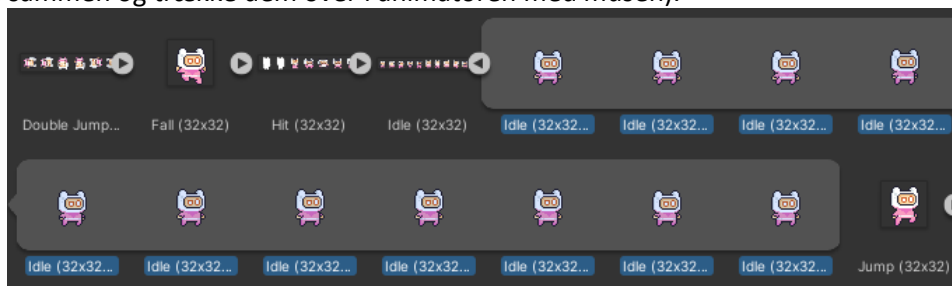 sammen og trække dem over i animatoren med musen).
Double Jump... Fall (32x32) Hit (32x32) Idle (32x32) Idle (32x32... Idle (32x32... Idle (32x32... Idle (32x32...
Idle (32x32... Idle (32x32... Idle (32x32... Idle (32x32... Idle (32x32... Idle (32x32... Idle (32x32... Jump (32x32)